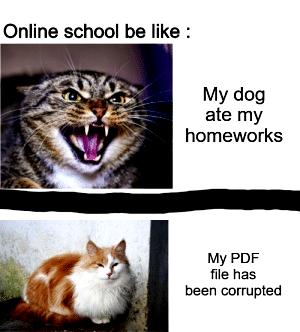 Online school be like :
My dog
ate my
homeworks
My PDF
file has
been corrupted